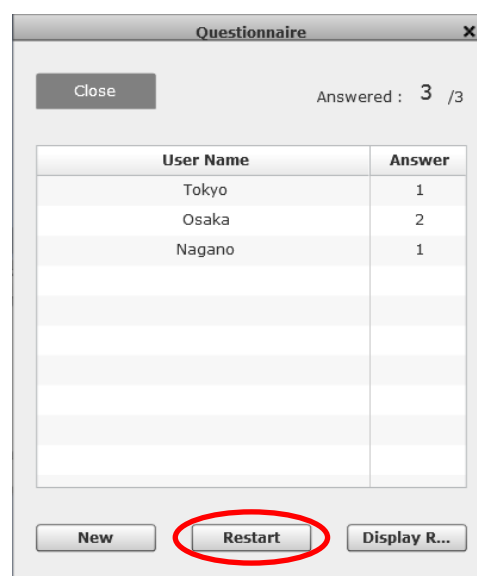 Questionnaire x
Close Answered : 3 /3
User Name Answer
Tokyo 1
Osaka 2
Nagano 1
New Restart Display R...